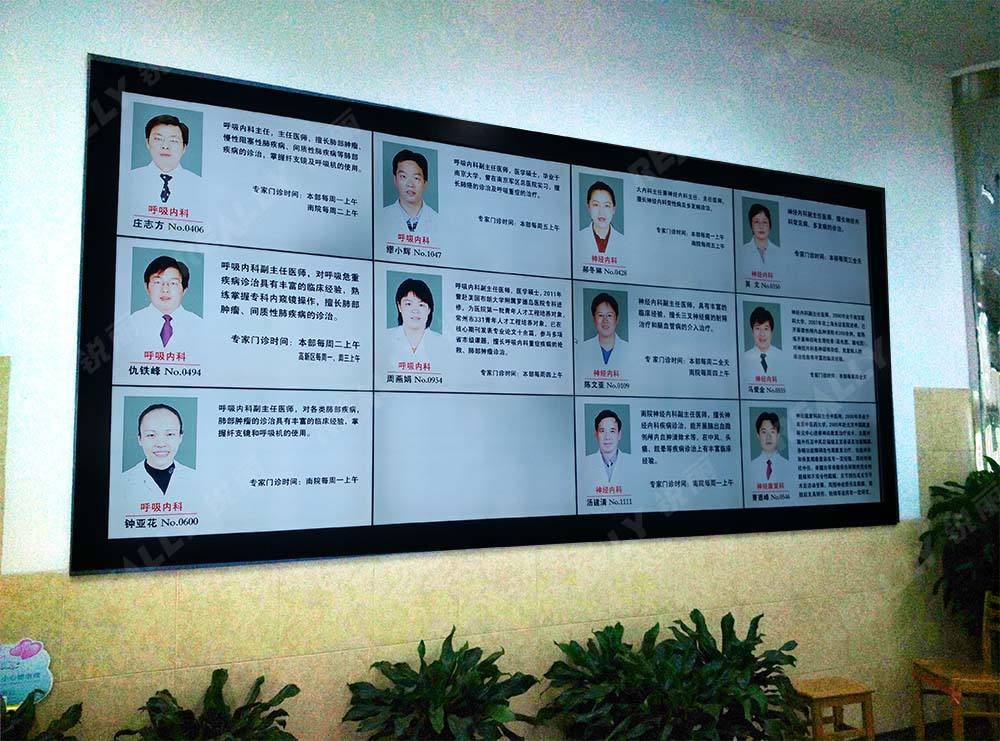 呼吸内科主任，主任医师，擅长肺部肿瘤、
慢性阻塞性肺疾病、间质性肺疾病等肺部
疾病的诊治，掌握纤支镜及呼吸机的使用。
专家门诊时间：本部每周一上午
南院每周二上午
呼吸内科
庄志方 No.0406
呼吸内科副主任医师，医学硕士，毕业于
南京大学，曾在南京军区总医院实习，擅
长肺癌的诊治及呼吸重症的治疗。
专家门诊时间：本部每周五上午
呼吸内科
缪小辉 No.1047
大内科主任兼神经内科主任，主任医师，
擅长神经内科常性病及多发病诊治。
专家门诊时间：本部每周一上午
南院每周五上午
神经内科
郝冬琳 No.0428
神经内科副主任医师，擅长神经内
科常见病、多发病的诊治。
专家门诊时间：本部每周三全天
神经内科
呼吸内科副主任医师，对呼吸危重
疾病诊治具有丰富的临床经验，熟
练掌握专科内窥镜操作，擅长肺部
肿瘤、间质性肺疾病的诊治。
专家门诊时间：本部每周二上午
高新区每周一，周三上午
呼吸内科
仇铁峰 No.0494
呼吸内科副主任医师，医学硕士，2011年
曾赴美国布朗大学附属罗德岛医院专科进
修，为医院第一批青年人才工程培养对象，
常州市331青年人才工程培养对象，已在
核心期刊发表专业论文十余篇，参与多项
省市级课题，擅长呼吸内科重症疾病的抢
救、肺部肿瘤诊治。
专家门诊时间：本部每周四上午
呼吸内科
周燕娟 No.0934
神经内科副主任医师，具有丰富的
临床经验，擅长三叉神经痛的射频
治疗和脑血管病的介入治疗。
专家门诊时间：本部每周二全天
南院每周四上午
神经内科
陈文亚 No.0109
专家门诊时间：本部每周六上午
神经内科
马爱金
呼吸内科副主任医师，对各类肺部疾病，
肺部肿瘤的诊治具有丰富的临床经验，掌
握纤支镜和呼吸机的使用。
专家门诊时间：南院每周一上午
呼吸内科
钟亚花 No.0600
南院神经内科副主任医师，擅长神
经内科疾病诊治，能开展脑出血微
创颅内血肿清除术等，在中风、头
痛、眩晕等疾病诊治上有丰富临床
经验。
专家门诊时间：南院每周一上午
神经内科
汤建清 No.1111
神经康复科
No.0546